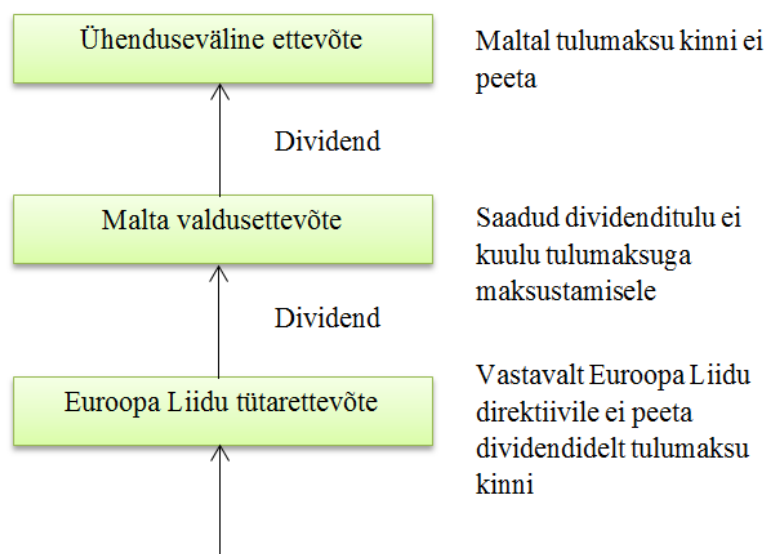 Ühenduseväline ettevõte
Maltal tulumaksu kinni ei
peeta
Dividend
Malta valdusettevõte
Saadud dividenditulu ei
kuulu tulumaksuga
maksustamisele
Dividend
Euroopa Liidu tütarettevõte
Vastavalt Euroopa Liidu
direktiivile ei peeta
dividendidelt tulumaksu
kinni